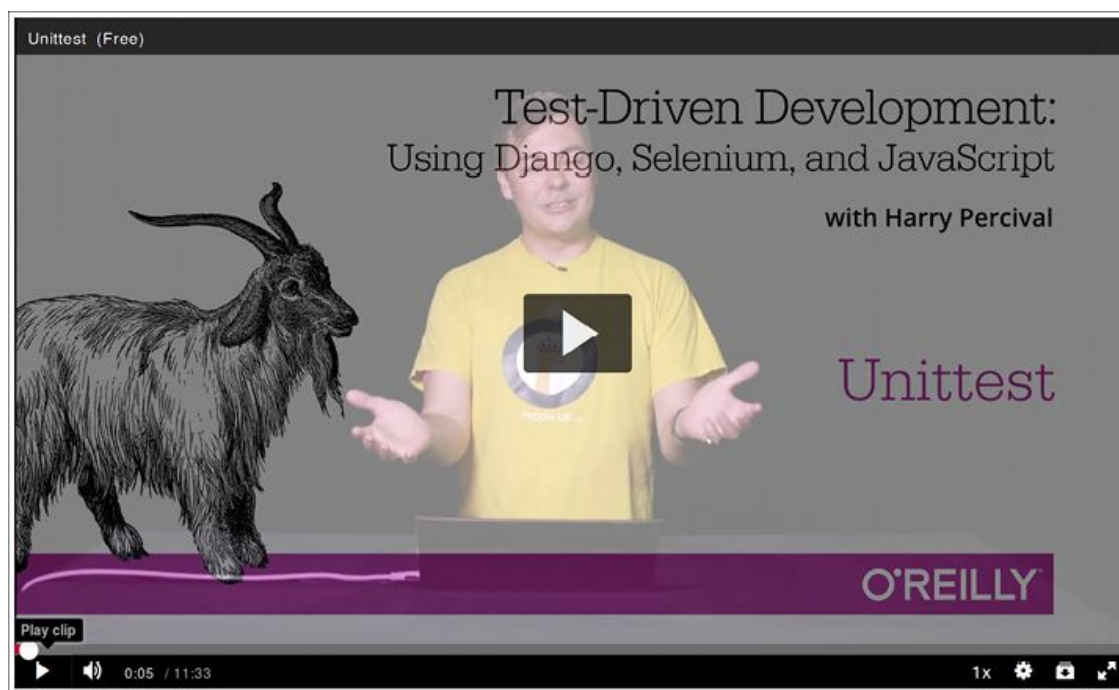 Unittest (Free)
Test-Driven Development:
Using Django, Selenium, and JavaScript
with Harry Percival
Unittest
O'REILLY
Play clip
0:05 / 11:33
1x